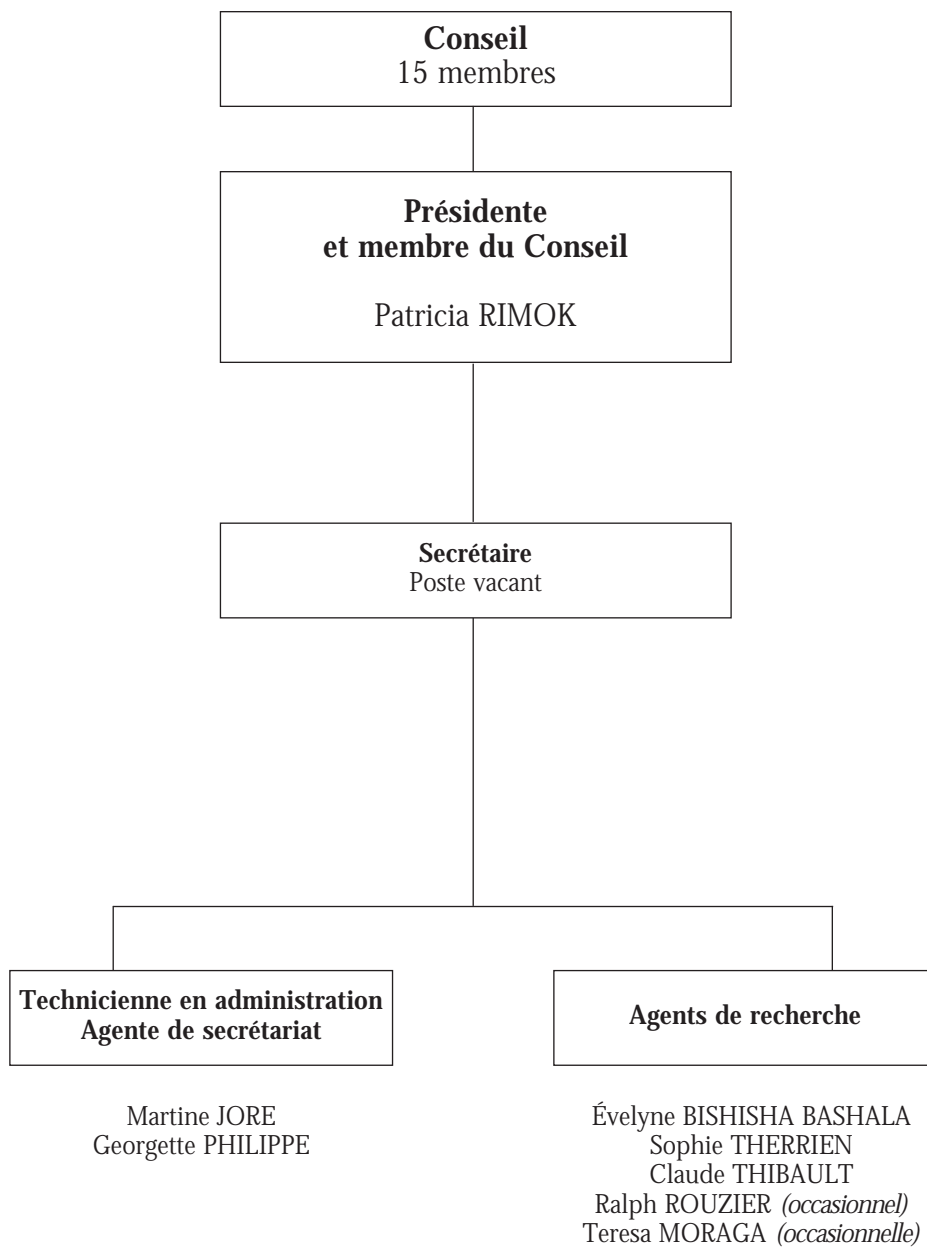 Conseil
15 membres
Présidente
et membre du Conseil
Patricia RIMOK
Secrétaire
Poste vacant
Technicienne en administration
Agente de secrétariat
Martine JORE
Georgette PHILIPPE
Agents de recherche
Évelyne BISHISHA BASHALA
Sophie THERRIEN
Claude THIBAULT
Ralph ROUZIER (occasionnel)
Teresa MORAGA (occasionnelle)